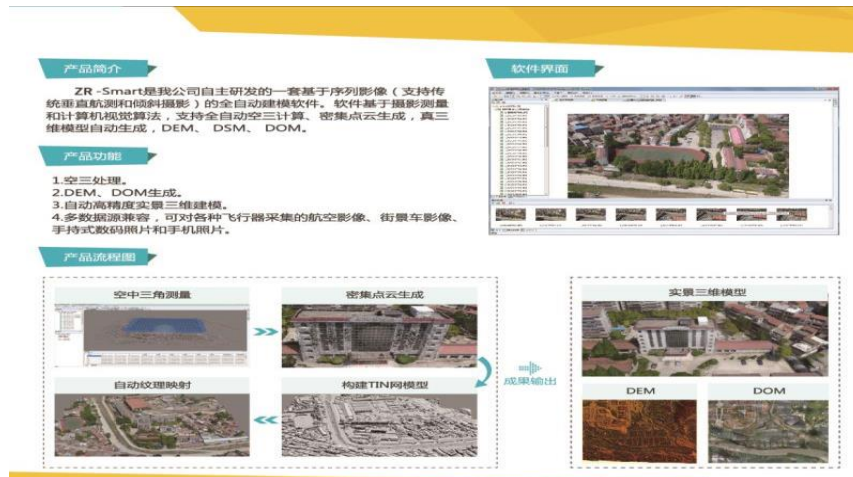 产品简介
ZR -Smart是我公司自主研发的一套基于序列影像（支持传
统垂直航测和倾斜摄影）的全自动建模软件。软件基于摄影测量
和计算机视觉算法，支持全自动空三计算、密集点云生成，真三
维模型自动生成，DEM、 DSM、 DOM。
产品功能
1.空三处理。
2.DEM、DOM生成。
3.自动高精度实景三维建模。
4.多数据源兼容，可对各种飞行器采集的航空影像、街景车影像、
手持式数码照片和手机照片。
软件界面
产品流程图
空中三角测量
密集点云生成
自动纹理映射
构建TIN网模型
成果输出
实景三维模型
DEM
DOM